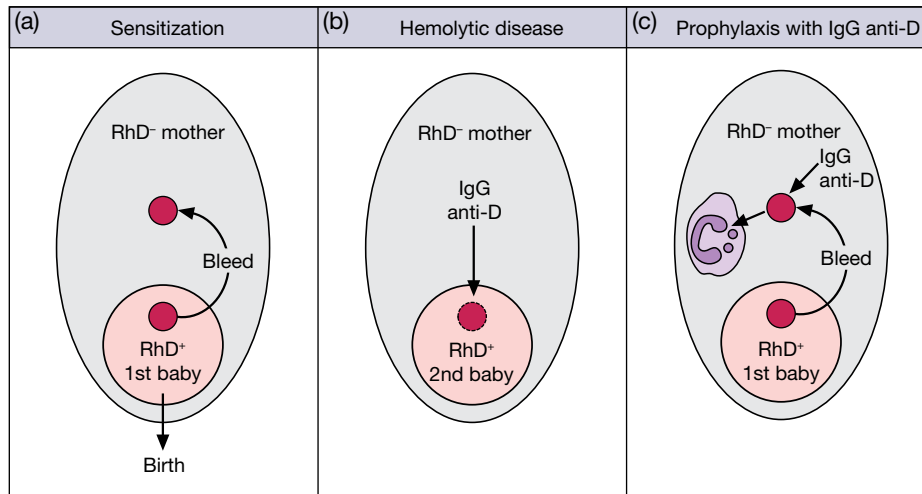 (a) Sensitization
RhD⁻ mother
Bleed
RhD⁺
1st baby
Birth
(b) Hemolytic disease
RhD⁻ mother
IgG
anti-D
RhD⁺
2nd baby
(c) Prophylaxis with IgG anti-D
RhD⁻ mother
IgG
anti-D
Bleed
RhD⁺
1st baby